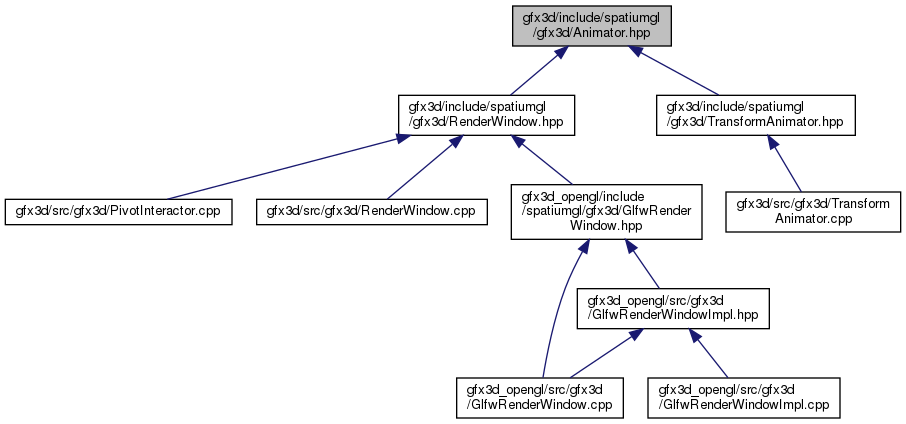 gfx3d/include/spatiumgl
/gfx3d/Animator.hpp
gfx3d/include/spatiumgl
/gfx3d/RenderWindow.hpp
gfx3d/include/spatiumgl
/gfx3d/TransformAnimator.hpp
gfx3d/src/gfx3d/PivotInteractor.cpp
gfx3d/src/gfx3d/RenderWindow.cpp
gfx3d_opengl/include
/spatiumgl/gfx3d/GlfwRender
Window.hpp
gfx3d/src/gfx3d/Transform
Animator.cpp
gfx3d_opengl/src/gfx3d
/GlfwRenderWindowImpl.hpp
gfx3d_opengl/src/gfx3d
/GlfwRenderWindow.cpp
gfx3d_opengl/src/gfx3d
/GlfwRenderWindowImpl.cpp